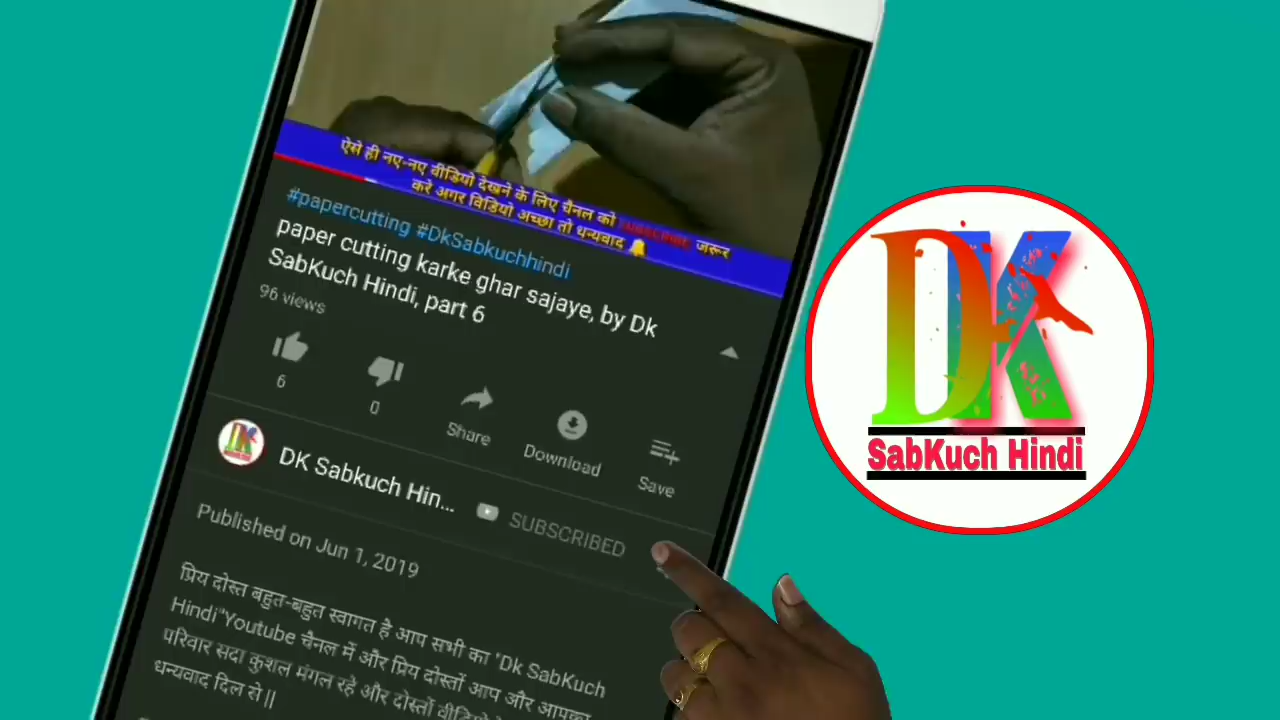 ऐसे ही नए-नए वीडियो देखने के लिए चैनल को SUBSCRIBE जरूर
करे अगर विडियो अच्छा तो धन्यवाद
#papercutting #DkSabkuchhindi
paper cutting karke ghar sajaye, by Dk
SabKuch Hindi, part 6
96 views
6
0
Share
Download
Save
DK Sabkuch Hin...
SUBSCRIBED
Published on Jun 1, 2019
प्रिय दोस्त बहुत-बहुत स्वागत है आप सभी का "Dk SabKuch
Hindi"Youtube चैनल में और प्रिय दोस्तों आप और आपका
परिवार सदा कुशल मंगल रहे और दोस्तों वीडियो
धन्यवाद दिल से ||
DK
SabKuch Hindi